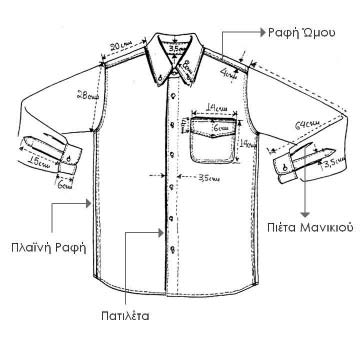 Ραφή Ώμου
20cm
3,5cm
4cm
28cm
14cm
6cm
14cm
64cm
15cm
6cm
3,5cm
3,5cm
Πιέτα Μανικιού
Πλαϊνή Ραφή
Πατιλέτα